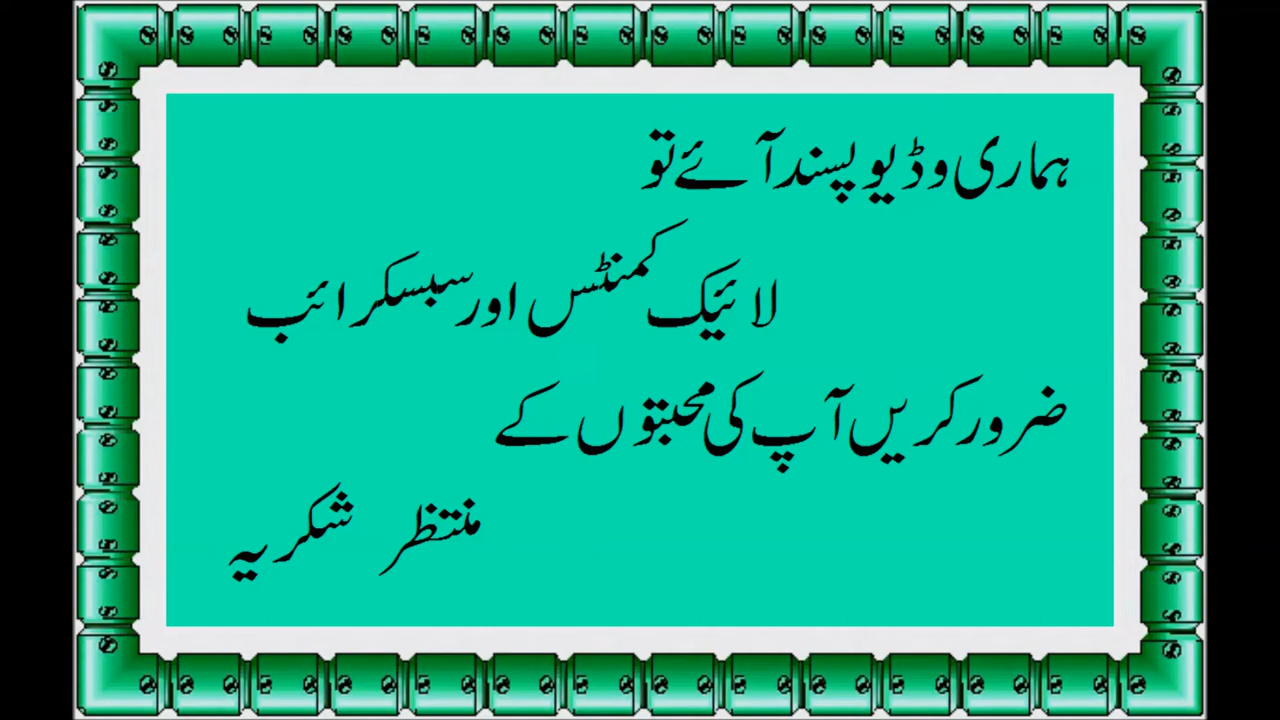 ہماری وڈیو پسند آئے تو
لائیک کمنٹس اور سبسکرائب
ضرور کریں آپ کی محبتوں کے
منتظر شکریہ